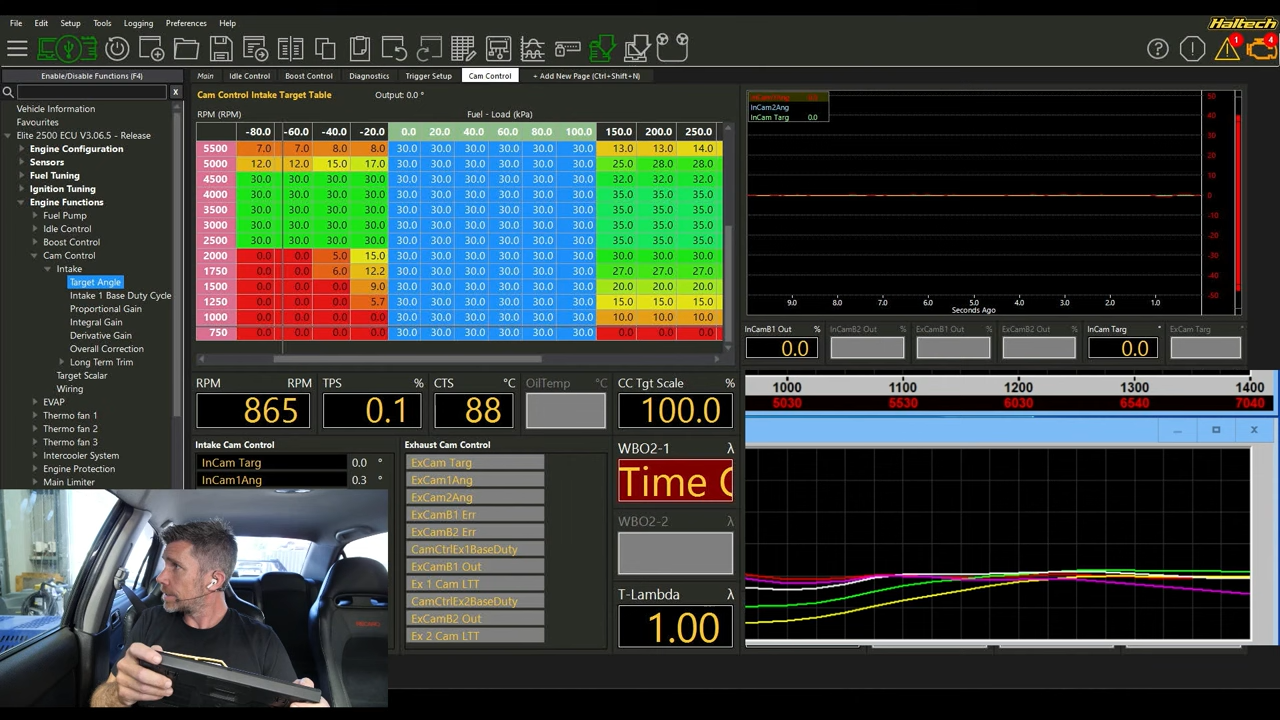 File Edit Setup Tools Logging Preferences Help
Haltech
1 4
Enable/Disable Functions (F4) Main Idle Control Boost Control Diagnostics Trigger Setup Cam Control + Add New Page (Ctrl+Shift+N)
x
Vehicle Information
Favourites
Elite 2500 ECU V3.06.5 - Release
Engine Configuration
Sensors
Fuel Tuning
Ignition Tuning
Engine Functions
Fuel Pump
Idle Control
Boost Control
Cam Control
Intake
Target Angle
Intake 1 Base Duty Cycle
Proportional Gain
Integral Gain
Derivative Gain
Overall Correction
Long Term Trim
Target Scalar
Wiring
EVAP
Thermo fan 1
Thermo fan 2
Thermo fan 3
Intercooler System
Engine Protection
Main Limiter
Cam Control Intake Target Table Output: 0.0 °
RPM (RPM) Fuel - Load (kPa)
-80.0 -60.0 -40.0 -20.0 0.0 20.0 40.0 60.0 80.0 100.0 150.0 200.0 250.0
5500 7.0 7.0 8.0 8.0 30.0 30.0 30.0 30.0 30.0 30.0 13.0 13.0 14.0
5000 12.0 12.0 15.0 17.0 30.0 30.0 30.0 30.0 30.0 30.0 25.0 28.0 28.0
4500 30.0 30.0 30.0 30.0 30.0 30.0 30.0 30.0 30.0 30.0 32.0 32.0 32.0
4000 30.0 30.0 30.0 30.0 30.0 30.0 30.0 30.0 30.0 30.0 35.0 35.0 35.0
3500 30.0 30.0 30.0 30.0 30.0 30.0 30.0 30.0 30.0 30.0 35.0 35.0 35.0
3000 30.0 30.0 30.0 30.0 30.0 30.0 30.0 30.0 30.0 30.0 35.0 35.0 35.0
2500 30.0 30.0 30.0 30.0 30.0 30.0 30.0 30.0 30.0 30.0 35.0 35.0 35.0
2000 0.0 0.0 5.0 15.0 30.0 30.0 30.0 30.0 30.0 30.0 30.0 30.0 30.0
1750 0.0 0.0 6.0 12.2 30.0 30.0 30.0 30.0 30.0 30.0 27.0 27.0 27.0
1500 0.0 0.0 0.0 9.0 30.0 30.0 30.0 30.0 30.0 30.0 20.0 20.0 20.0
1250 0.0 0.0 0.0 5.7 30.0 30.0 30.0 30.0 30.0 30.0 15.0 15.0 15.0
1000 0.0 0.0 0.0 0.0 30.0 30.0 30.0 30.0 30.0 30.0 10.0 10.0 10.0
750 0.0 0.0 0.0 0.0 30.0 30.0 30.0 30.0 30.0 30.0 0.0 0.0 0.0
InCam2Ang
InCam Targ 0.0
50
40
30
20
10
0
-10
-20
-30
-40
-50
9.0 8.0 7.0 6.0 5.0 4.0 3.0 2.0 1.0
Seconds Ago
InCamB1 Out % InCamB2 Out % ExCamB1 Out % ExCamB2 Out % InCam Targ ° ExCam Targ °
0.0 0.0
RPM RPM TPS % CTS °C OilTemp °C CC Tgt Scale %
865 0.1 88 100.0
Intake Cam Control
InCam Targ 0.0 °
InCam1Ang 0.3 °
Exhaust Cam Control
ExCam Targ
ExCam1Ang
ExCam2Ang
ExCamB1 Err
ExCamB2 Err
CamCtrlEx1BaseDuty
ExCamB1 Out
Ex 1 Cam LTT
CamCtrlEx2BaseDuty
ExCamB2 Out
Ex 2 Cam LTT
WBO2-1 λ
Time
WBO2-2 λ
T-Lambda λ
1.00
1000 1100 1200 1300 1400
5030 5530 6030 6540 7040